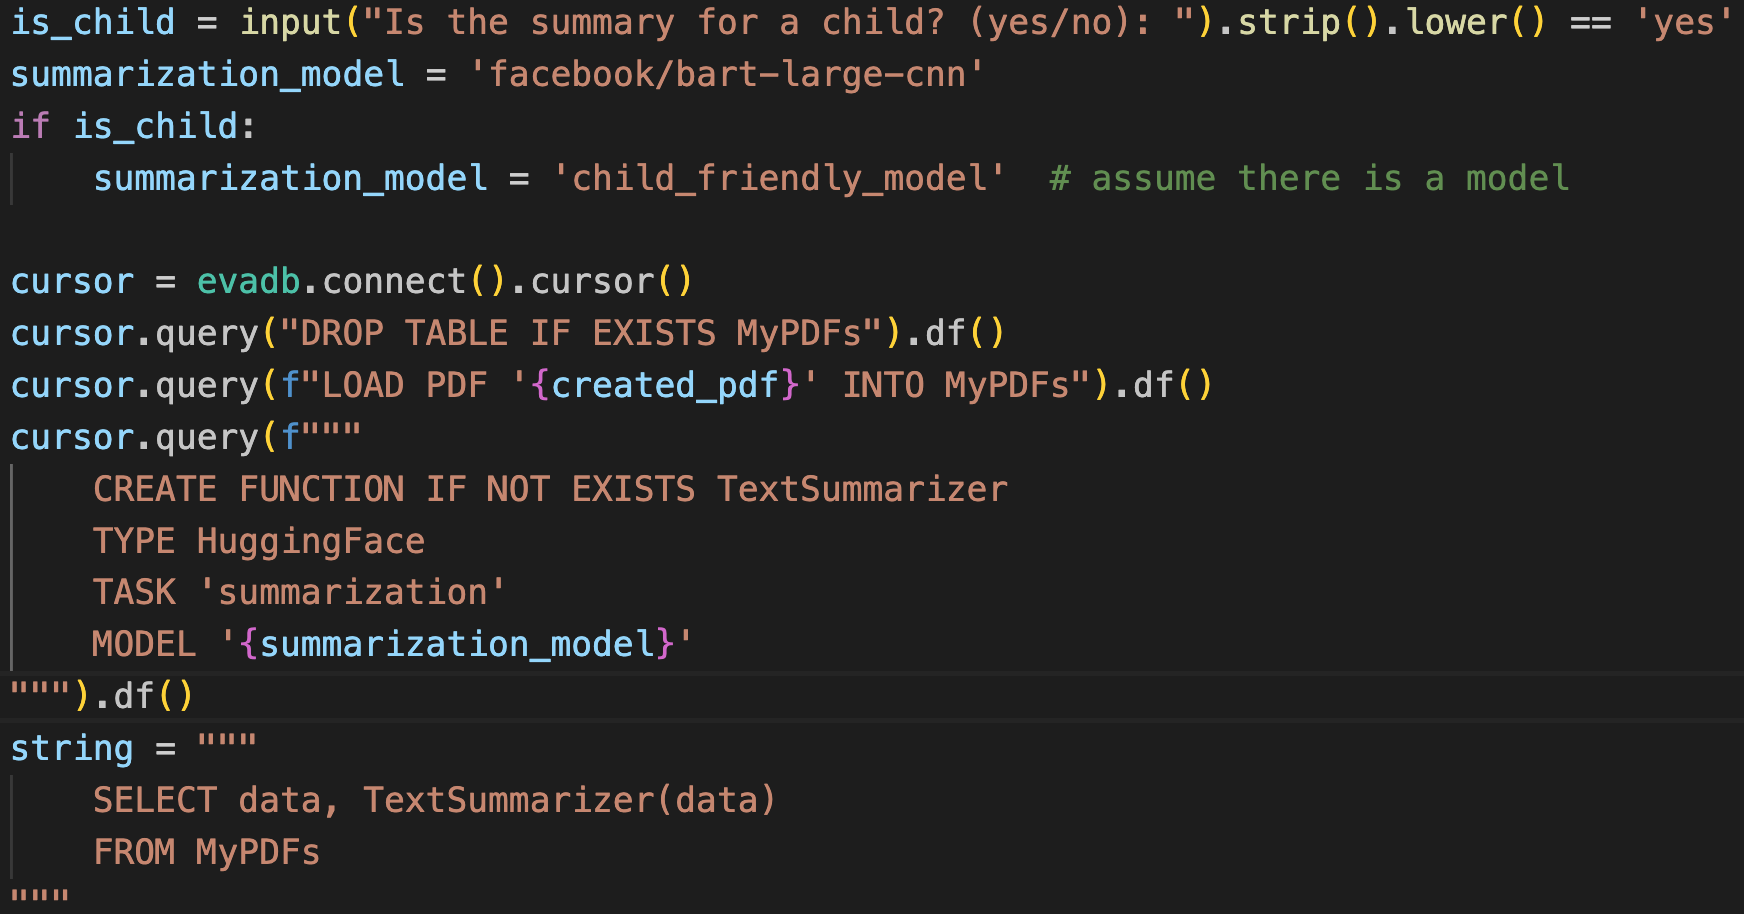 is_child = input("Is the summary for a child? (yes/no): ").strip().lower() == 'yes'
summarization_model = 'facebook/bart-large-cnn'
if is_child:
    summarization_model = 'child_friendly_model'  # assume there is a model

cursor = evadb.connect().cursor()
cursor.query("DROP TABLE IF EXISTS MyPDFs").df()
cursor.query(f"LOAD PDF '{created_pdf}' INTO MyPDFs").df()
cursor.query(f"""
    CREATE FUNCTION IF NOT EXISTS TextSummarizer
    TYPE HuggingFace
    TASK 'summarization'
    MODEL '{summarization_model}'
""").df()
string = """
    SELECT data, TextSummarizer(data)
    FROM MyPDFs
"""